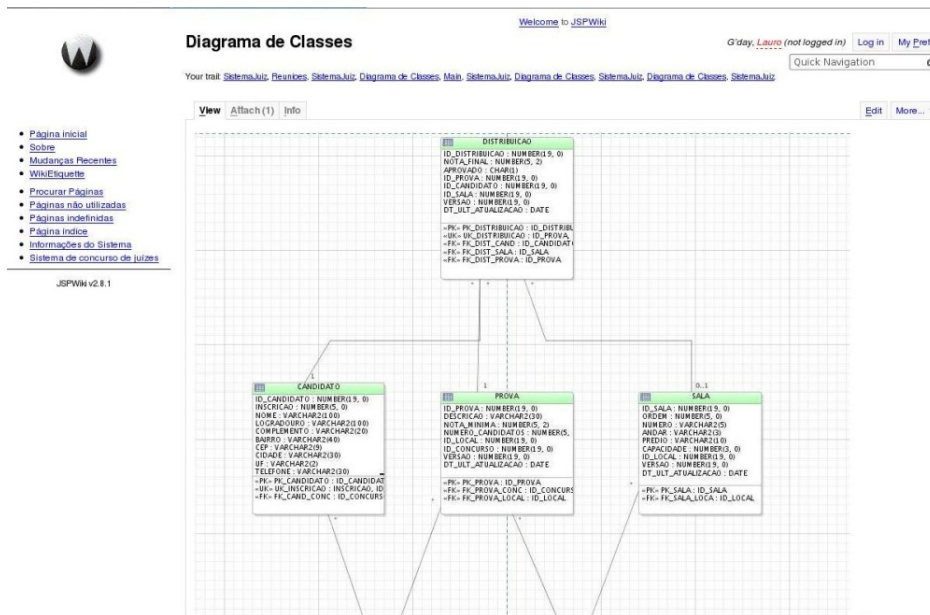 Welcome to JSPWiki
Diagrama de Classes
G'day, Lauro (not logged in) Log in My Pref
Quick Navigation
Your trail: SistemaJuiz, Reunioes, SistemaJuiz, Diagrama de Classes, Main, SistemaJuiz, Diagrama de Classes, SistemaJuiz, Diagrama de Classes, SistemaJuiz
View Attach (1) Info
Edit More...
Página inicial
Sobre
Mudanças Recentes
WikiEtiquette
Procurar Páginas
Páginas não utilizadas
Páginas indefinidas
Página índice
Informações do Sistema
Sistema de concurso de juízes
JSPWiki v2.8.1
DISTRIBUICAO
ID_DISTRIBUICAO : NUMBER(19, 0)
NOTA_FINAL : NUMBER(5, 2)
APROVADO : CHAR(1)
ID_PROVA : NUMBER(19, 0)
ID_CANDIDATO : NUMBER(19, 0)
ID_SALA : NUMBER(19, 0)
VERSAO : NUMBER(19, 0)
DT_ULT_ATUALIZACAO : DATE
«PK» PK_DISTRIBUICAO : ID_DISTRIBU
«UK» UK_DISTRIBUICAO : ID_PROVA,
«FK» FK_DIST_CAND : ID_CANDIDATO
«FK» FK_DIST_SALA : ID_SALA
«FK» FK_DIST_PROVA : ID_PROVA
* * *
1 1 0..1
CANDIDATO
ID_CANDIDATO : NUMBER(19, 0)
INSCRICAO : NUMBER(5, 0)
NOME : VARCHAR2(100)
LOGRADOURO : VARCHAR2(100)
COMPLEMENTO : VARCHAR2(20)
BAIRRO : VARCHAR2(40)
CEP : VARCHAR2(9)
CIDADE : VARCHAR2(30)
UF : VARCHAR2(2)
TELEFONE : VARCHAR2(30)
«PK» PK_CANDIDATO : ID_CANDIDAT
«UK» UK_INSCRICAO : INSCRICAO, ID
«FK» FK_CAND_CONC : ID_CONCURS
PROVA
ID_PROVA : NUMBER(19, 0)
DESCRICAO : VARCHAR2(30)
NOTA_MINIMA : NUMBER(5, 2)
NUMERO_CANDIDATOS : NUMBER(5,
ID_LOCAL : NUMBER(19, 0)
ID_CONCURSO : NUMBER(19, 0)
VERSAO : NUMBER(19, 0)
DT_ULT_ATUALIZACAO : DATE
«PK» PK_PROVA : ID_PROVA
«FK» FK_PROVA_CONC : ID_CONCURS
«FK» FK_PROVA_LOCAL : ID_LOCAL
SALA
ID_SALA : NUMBER(19, 0)
ORDEM : NUMBER(5, 0)
NUMERO : VARCHAR2(5)
ANDAR : VARCHAR2(3)
PREDIO : VARCHAR2(10)
CAPACIDADE : NUMBER(3, 0)
ID_LOCAL : NUMBER(19, 0)
VERSAO : NUMBER(19, 0)
DT_ULT_ATUALIZACAO : DATE
«PK» PK_SALA : ID_SALA
«FK» FK_SALA_LOCA : ID_LOCAL
* * * *